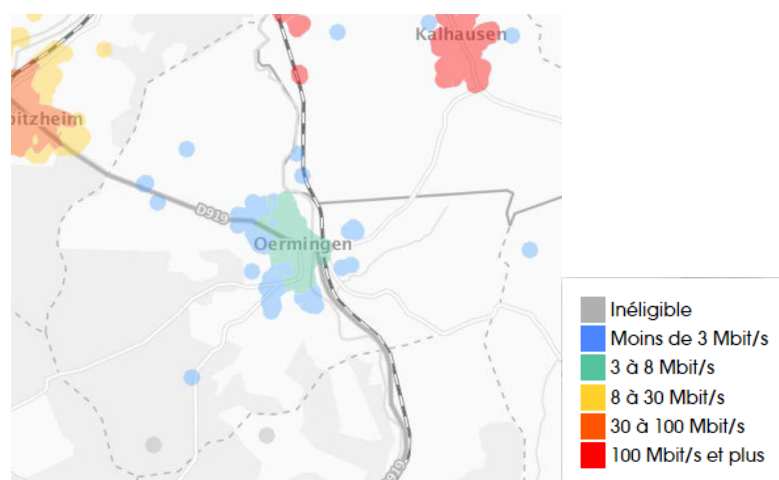 Kalhausen
bitzheim
D919
Oermingen
D919
Inéligible
Moins de 3 Mbit/s
3 à 8 Mbit/s
8 à 30 Mbit/s
30 à 100 Mbit/s
100 Mbit/s et plus